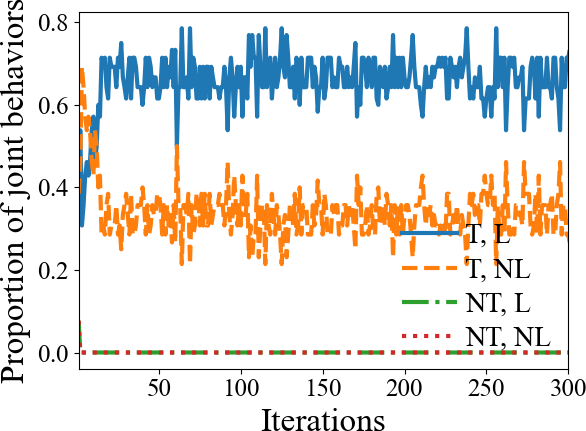 Proportion of joint behaviors
0.8
0.6
0.4
0.2
0.0
T, L
T, NL
NT, L
NT, NL
50
100
150
200
250
300
Iterations